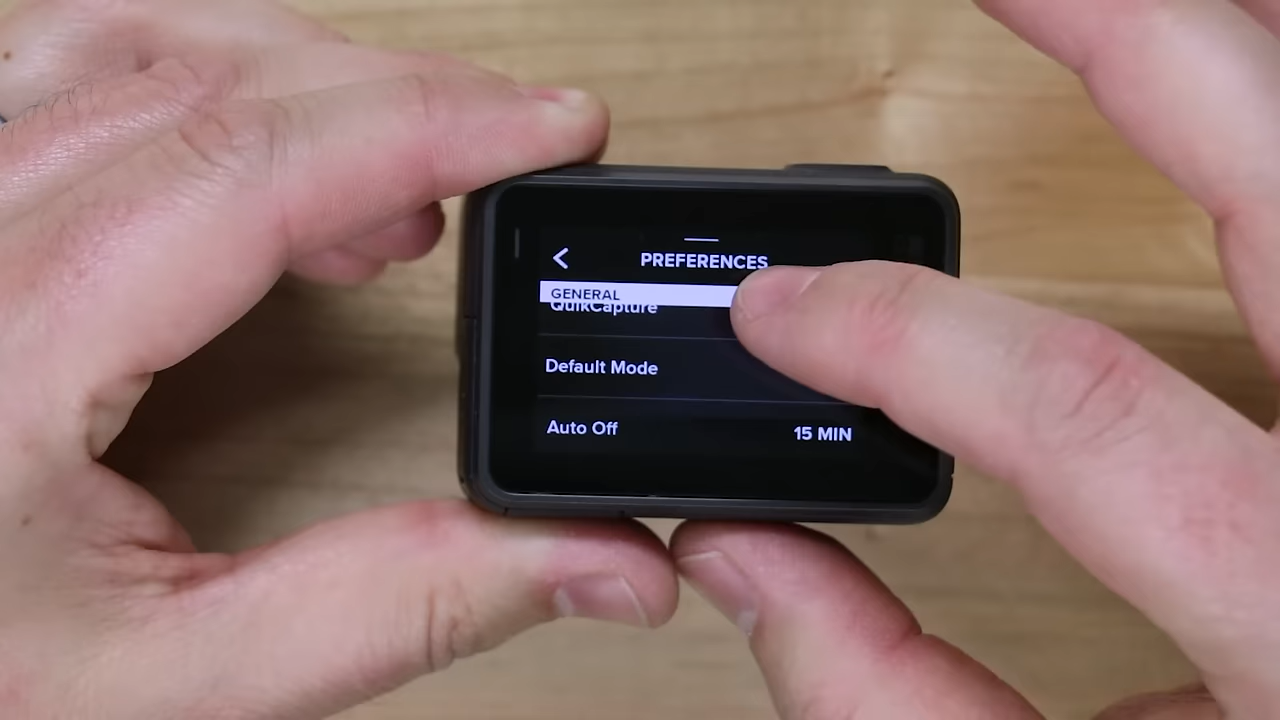 PREFERENCES
GENERAL
QuikCapture
Default Mode
Auto Off 15 MIN